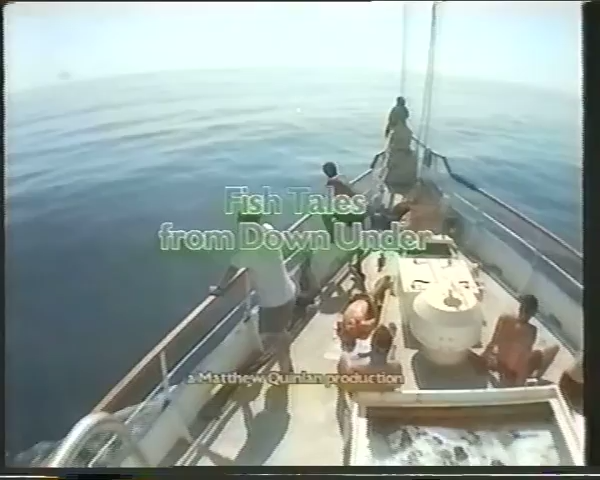 Fish Tales
from Down Under
a Matthew Quinlan production